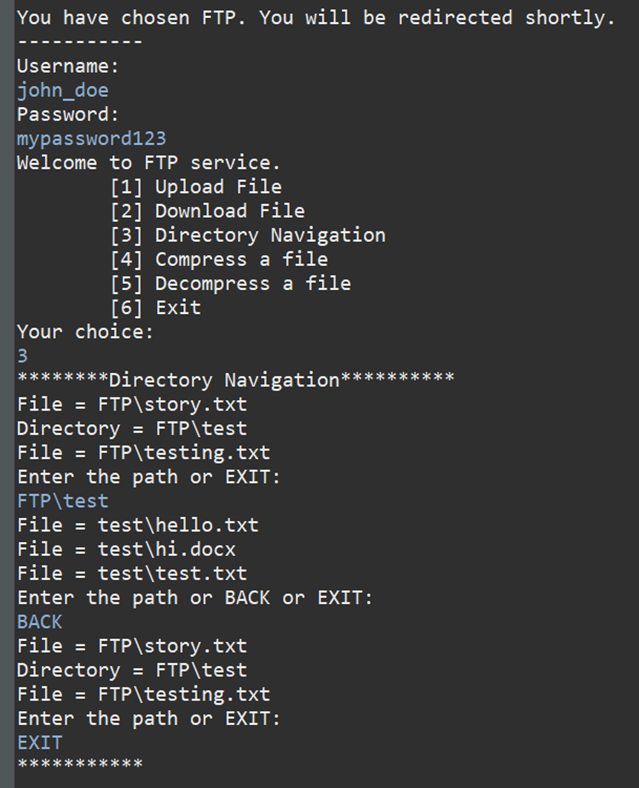 You have chosen FTP. You will be redirected shortly.
-----------
Username:
john_doe
Password:
mypassword123
Welcome to FTP service.
[1] Upload File
[2] Download File
[3] Directory Navigation
[4] Compress a file
[5] Decompress a file
[6] Exit
Your choice:
3
********Directory Navigation**********
File = FTP\story.txt
Directory = FTP\test
File = FTP\testing.txt
Enter the path or EXIT:
FTP\test
File = test\hello.txt
File = test\hi.docx
File = test\test.txt
Enter the path or BACK or EXIT:
BACK
File = FTP\story.txt
Directory = FTP\test
File = FTP\testing.txt
Enter the path or EXIT:
EXIT
***********